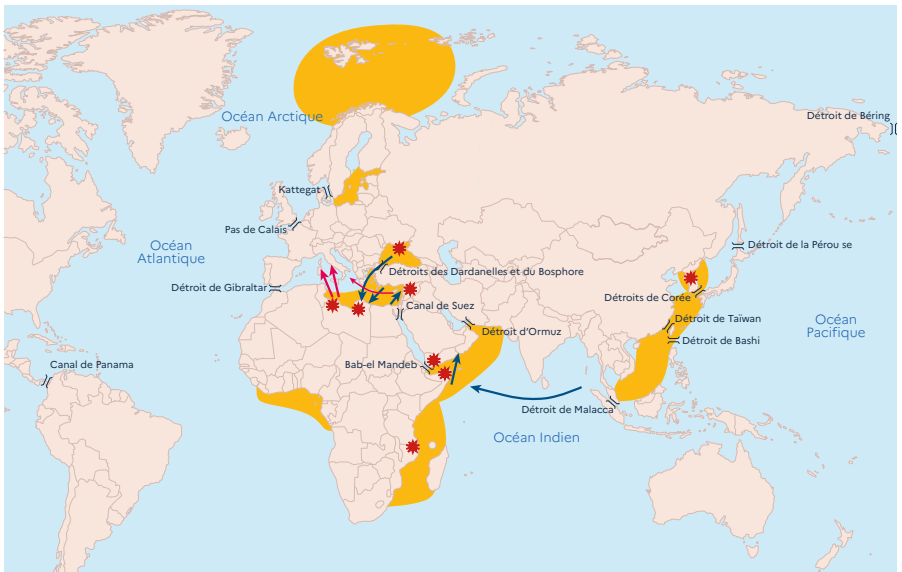 Océan Arctique
Détroit de Béring
Kattegat
Pas de Calais
Océan
Atlantique
Détroit de la Pérou se
Détroits des Dardanelles et du Bosphore
Détroit de Gibraltar
Détroits de Corée
Canal de Suez
Détroit de Taïwan
Océan
Pacifique
Détroit d'Ormuz
Détroit de Bashi
Canal de Panama
Bab-el Mandeb
Détroit de Malacca
Océan Indien